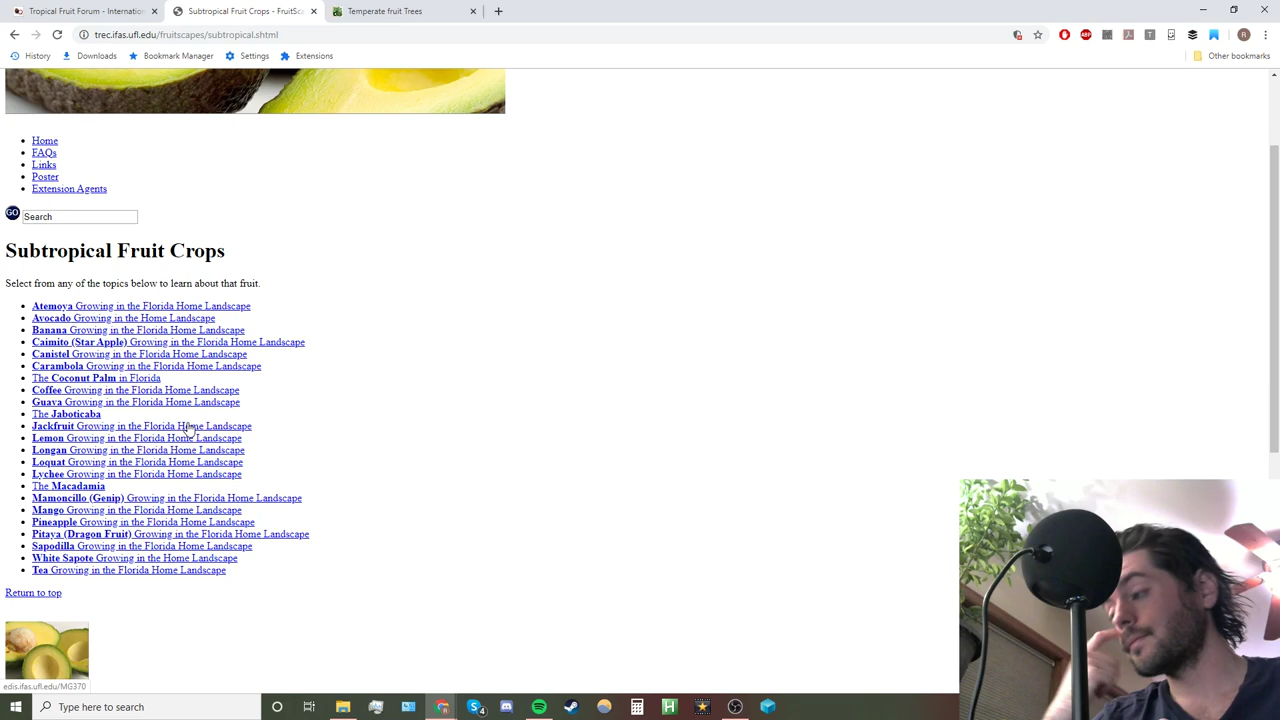 Tropical Fruit Forum - Internation
Subtropical Fruit Crops - FruitSca
Temperate fruit Trees
trec.ifas.ufl.edu/fruitscapes/subtropical.shtml
ABP
T
R
History
Downloads
Bookmark Manager
Settings
Extensions
Other bookmarks
Home
FAQs
Links
Poster
Extension Agents
GO
Search
Subtropical Fruit Crops
Select from any of the topics below to learn about that fruit.
Atemoya Growing in the Florida Home Landscape
Avocado Growing in the Home Landscape
Banana Growing in the Florida Home Landscape
Caimito (Star Apple) Growing in the Florida Home Landscape
Canistel Growing in the Florida Home Landscape
Carambola Growing in the Florida Home Landscape
The Coconut Palm in Florida
Coffee Growing in the Florida Home Landscape
Guava Growing in the Florida Home Landscape
The Jaboticaba
Jackfruit Growing in the Florida Home Landscape
Lemon Growing in the Florida Home Landscape
Longan Growing in the Florida Home Landscape
Loquat Growing in the Florida Home Landscape
Lychee Growing in the Florida Home Landscape
The Macadamia
Mamoncillo (Genip) Growing in the Florida Home Landscape
Mango Growing in the Florida Home Landscape
Pineapple Growing in the Florida Home Landscape
Pitaya (Dragon Fruit) Growing in the Florida Home Landscape
Sapodilla Growing in the Florida Home Landscape
White Sapote Growing in the Home Landscape
Tea Growing in the Florida Home Landscape
Return to top
edis.ifas.ufl.edu/MG370
Type here to search
4
H